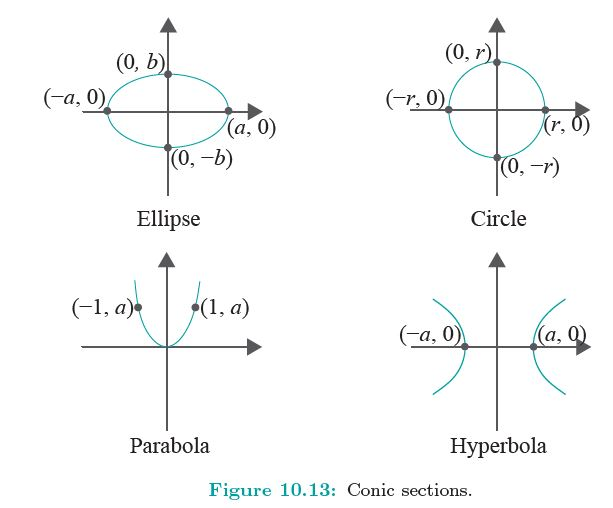 (0, b)
(−a, 0)
(a, 0)
(0, −b)
Ellipse
(0, r)
(−r, 0)
(r, 0)
(0, −r)
Circle
(−1, a)
(1, a)
Parabola
(−a, 0)
(a, 0)
Hyperbola
Figure 10.13: Conic sections.